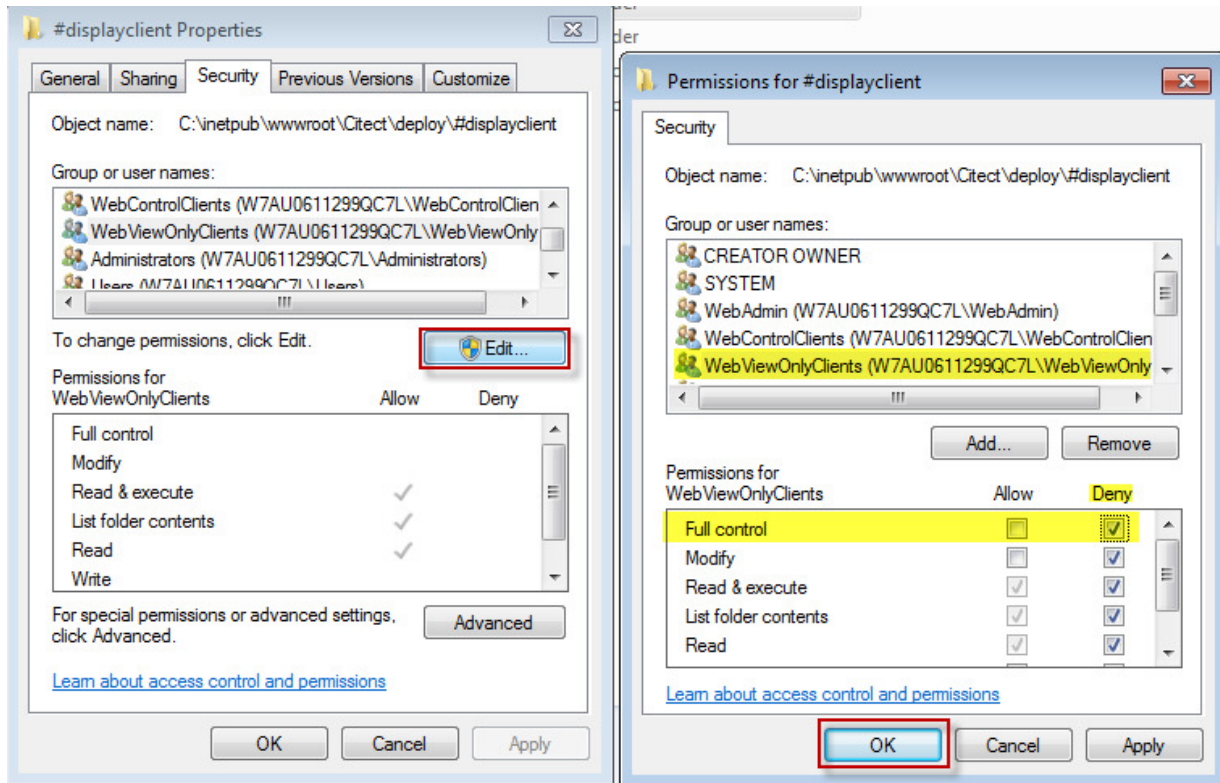 #displayclient Properties
General Sharing Security Previous Versions Customize
Object name: C:\inetpub\wwwroot\Citect\deploy\#displayclient
Group or user names:
WebControlClients (W7AU0611299QC7L\WebControlClien
WebViewOnlyClients (W7AU0611299QC7L\WebViewOnly
Administrators (W7AU0611299QC7L\Administrators)
Users (W7AU0611299QC7L\Users)
To change permissions, click Edit.
Edit...
Permissions for
WebViewOnlyClients Allow Deny
Full control
Modify
Read & execute
List folder contents
Read
Write
For special permissions or advanced settings,
click Advanced.
Advanced
Learn about access control and permissions
OK Cancel Apply
der
Permissions for #displayclient
Security
Object name: C:\inetpub\wwwroot\Citect\deploy\#displayclient
Group or user names:
CREATOR OWNER
SYSTEM
WebAdmin (W7AU0611299QC7L\WebAdmin)
WebControlClients (W7AU0611299QC7L\WebControlClien
WebViewOnlyClients (W7AU0611299QC7L\WebViewOnly
Add... Remove
Permissions for
WebViewOnlyClients Allow Deny
Full control
Modify
Read & execute
List folder contents
Read
Learn about access control and permissions
OK Cancel Apply